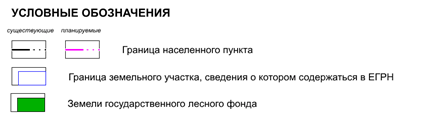 УСЛОВНЫЕ ОБОЗНАЧЕНИЯ
существующие планируемые
Граница населенного пункта
Граница земельного участка, сведения о котором содержаться в ЕГРН
Земли государственного лесного фонда